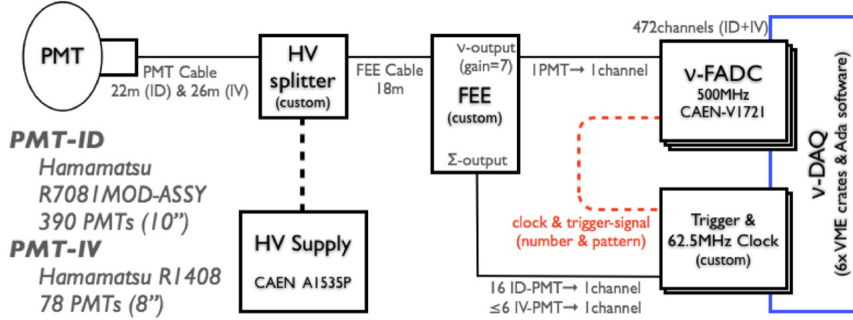 PMT
PMT Cable
22m (ID) & 26m (IV)
HV
splitter
(custom)
FEE Cable
18m
ν-output
(gain=7)
FEE
(custom)
Σ-output
1PMT→ 1channel
472channels (ID+IV)
ν-FADC
500MHz
CAEN-V1721
ν-DAQ
(6x VME crates & Ada software)
PMT-ID
Hamamatsu
R7081MOD-ASSY
390 PMTs (10”)
PMT-IV
Hamamatsu R1408
78 PMTs (8”)
HV Supply
CAEN A1535P
clock & trigger-signal
(number & pattern)
Trigger &
62.5MHz Clock
(custom)
16 ID-PMT→ 1channel
≤6 IV-PMT→ 1channel